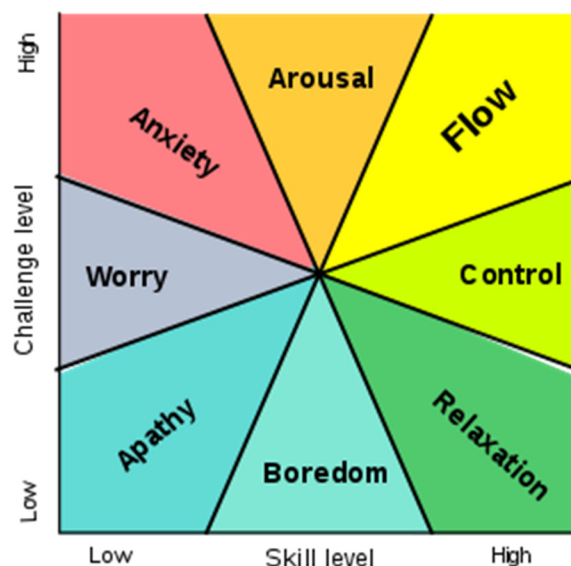 High
Arousal
Flow
Anxiety
Challenge level
Worry
Control
Apathy
Relaxation
Boredom
Low
Low
Skill level
High